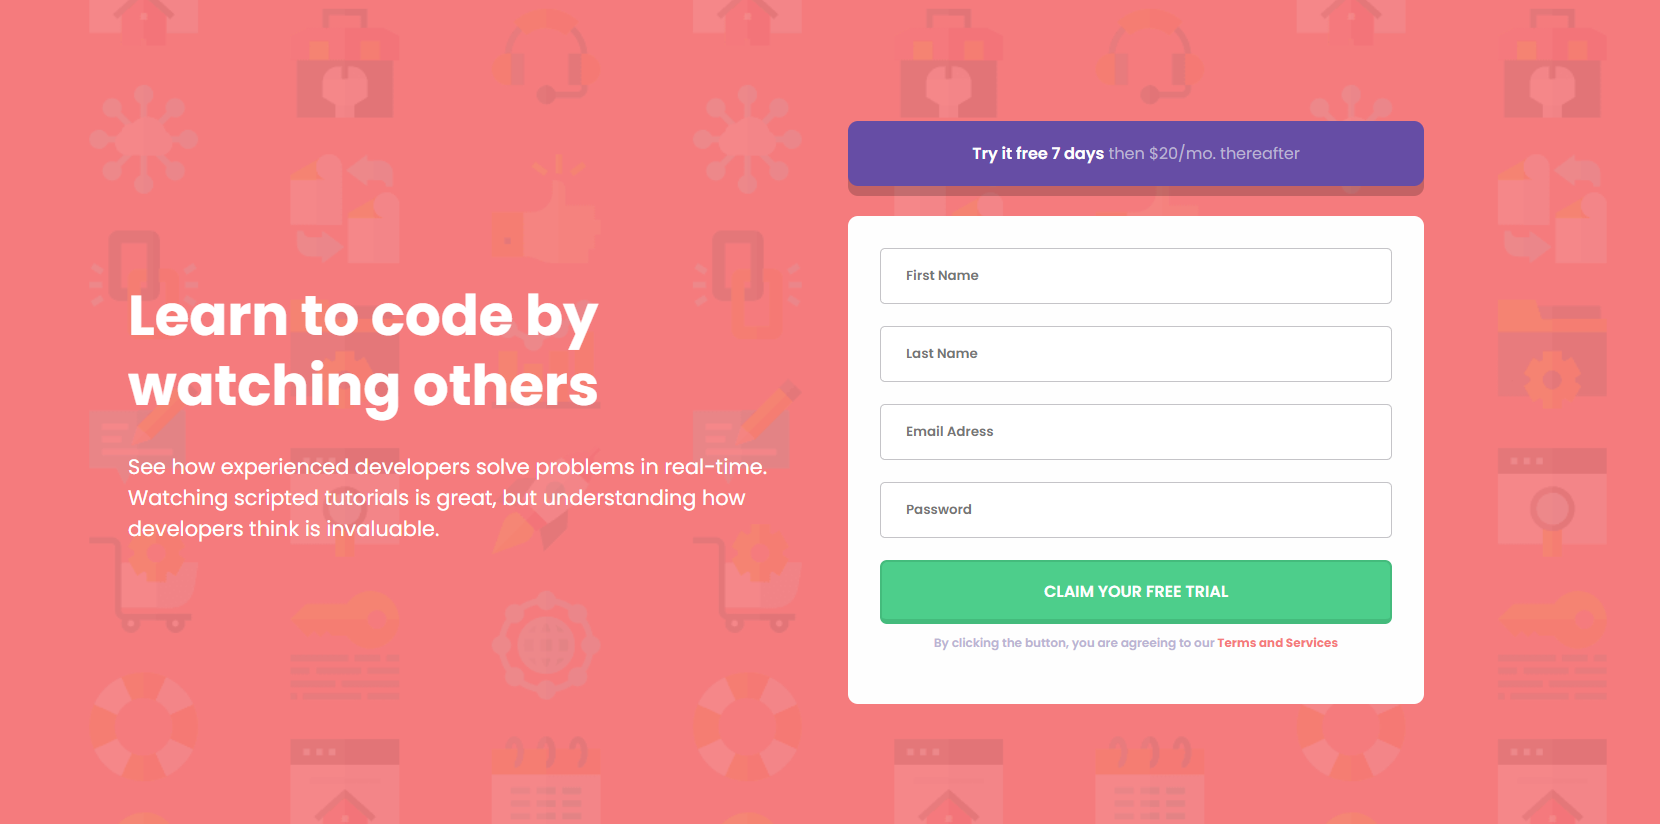 Learn to code by
watching others
See how experienced developers solve problems in real-time.
Watching scripted tutorials is great, but understanding how
developers think is invaluable.
Try it free 7 days then $20/mo. thereafter
First Name
Last Name
Email Adress
Password
CLAIM YOUR FREE TRIAL
By clicking the button, you are agreeing to our Terms and Services